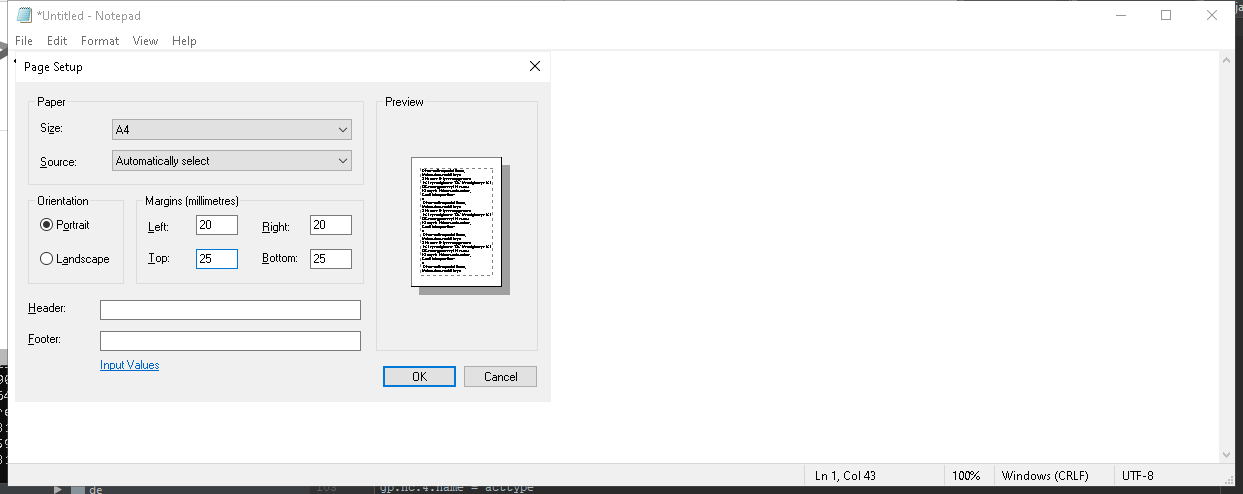 *Untitled - Notepad
File Edit Format View Help
Page Setup
Paper
Size: A4
Source: Automatically select
Orientation
Portrait
Landscape
Margins (millimetres)
Left: 20 Right: 20
Top: 25 Bottom: 25
Header:
Footer:
Input Values
Preview
OK Cancel
Ln 1, Col 43 100% Windows (CRLF) UTF-8
de
gp.nc.4.name = acctype